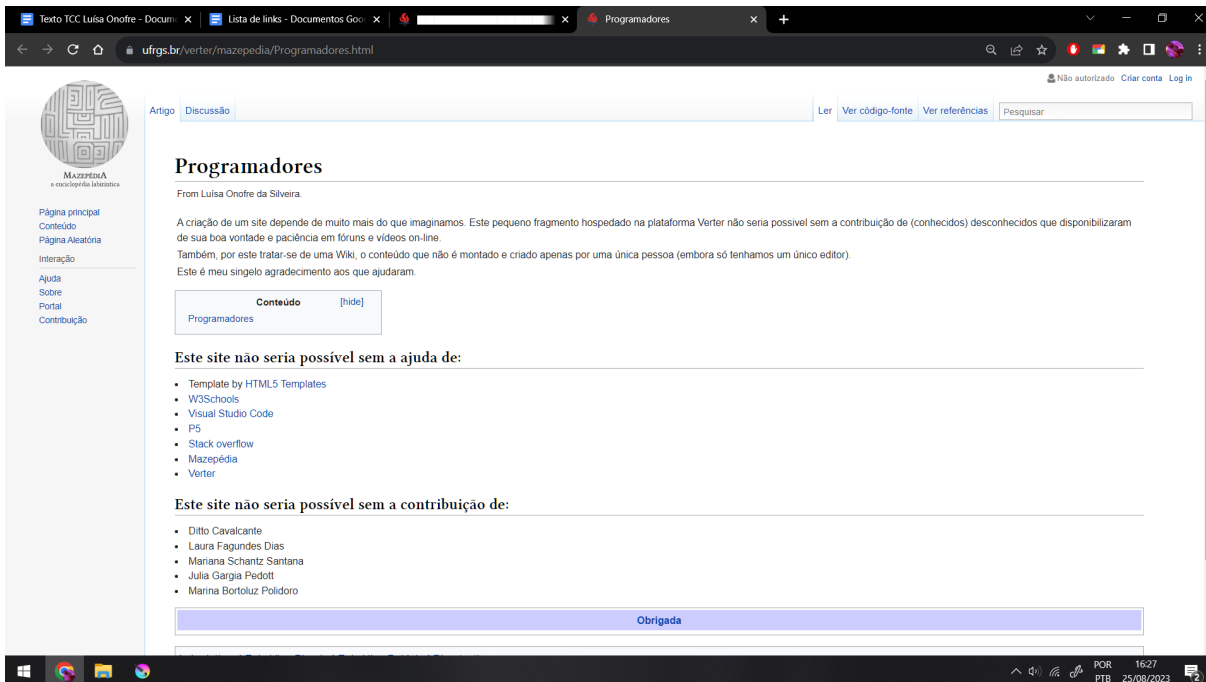 Texto TCC Luísa Onofre - Docum
Lista de links - Documentos Goo
Programadores
ufrgs.br/verter/mazepedia/Programadores.html
Não autorizado Criar conta Log in
Artigo Discussão
Ler Ver código-fonte Ver referências Pesquisar
MAZEPÉDIA
a enciclopédia labiríntica
Página principal
Conteúdo
Página Aleatória
Interação
Ajuda
Sobre
Portal
Contribuição
Programadores
From Luísa Onofre da Silveira.
A criação de um site depende de muito mais do que imaginamos. Este pequeno fragmento hospedado na plataforma Verter não seria possivel sem a contribuição de (conhecidos) desconhecidos que disponibilizaram
de sua boa vontade e paciência em fóruns e vídeos on-line.
Também, por este tratar-se de uma Wiki, o conteúdo que não é montado e criado apenas por uma única pessoa (embora só tenhamos um único editor).
Este é meu singelo agradecimento aos que ajudaram.
Conteúdo [hide]
Programadores
Este site não seria possível sem a ajuda de:
Template by HTML5 Templates
W3Schools
Visual Studio Code
P5
Stack overflow
Mazepédia
Verter
Este site não seria possível sem a contribuição de:
Ditto Cavalcante
Laura Fagundes Dias
Mariana Schantz Santana
Julia Gargia Pedott
Marina Bortoluz Polidoro
Obrigada
POR 16:27
PTB 25/08/2023
2